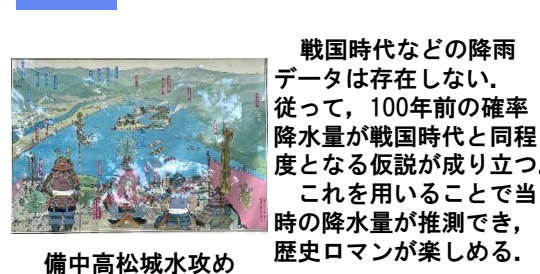 戦国時代などの降雨
データは存在しない．
従って，100年前の確率
降水量が戦国時代と同程
度となる仮説が成り立つ．
これを用いることで当
時の降水量が推測でき，
歴史ロマンが楽しめる．
備中高松城水攻め